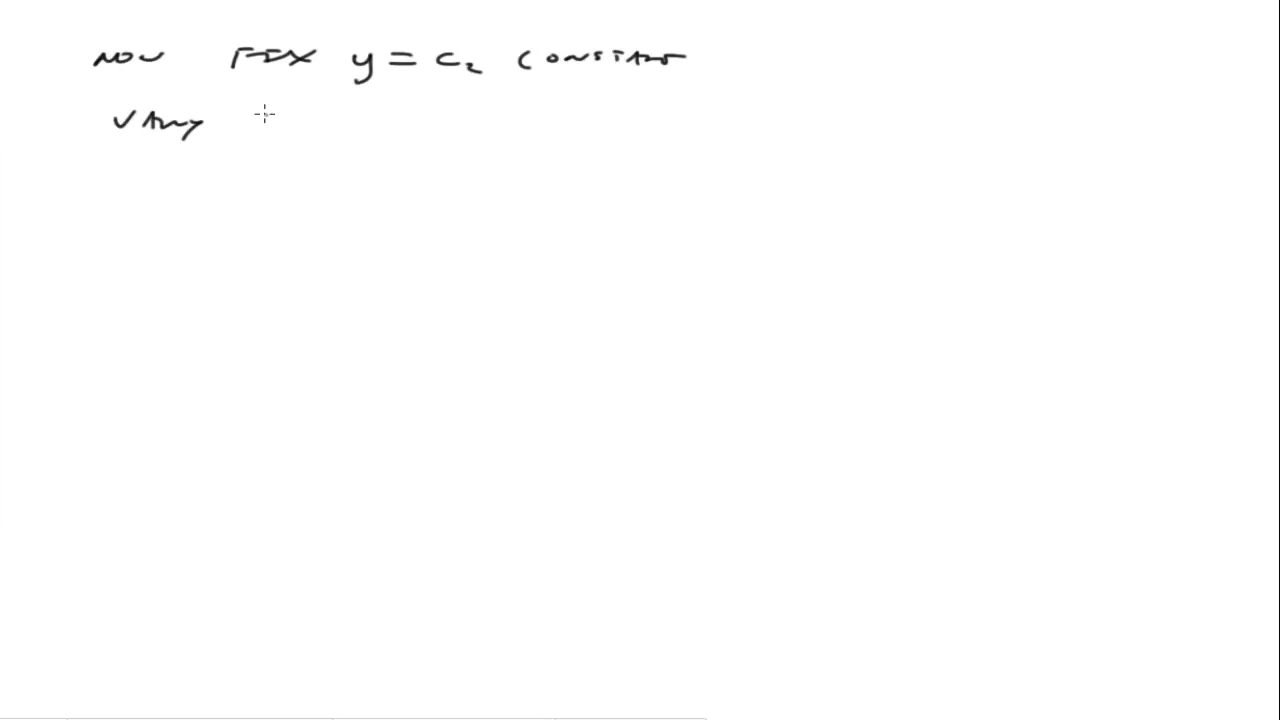 NOW FIX y = c₂ CONSTANT
VARY